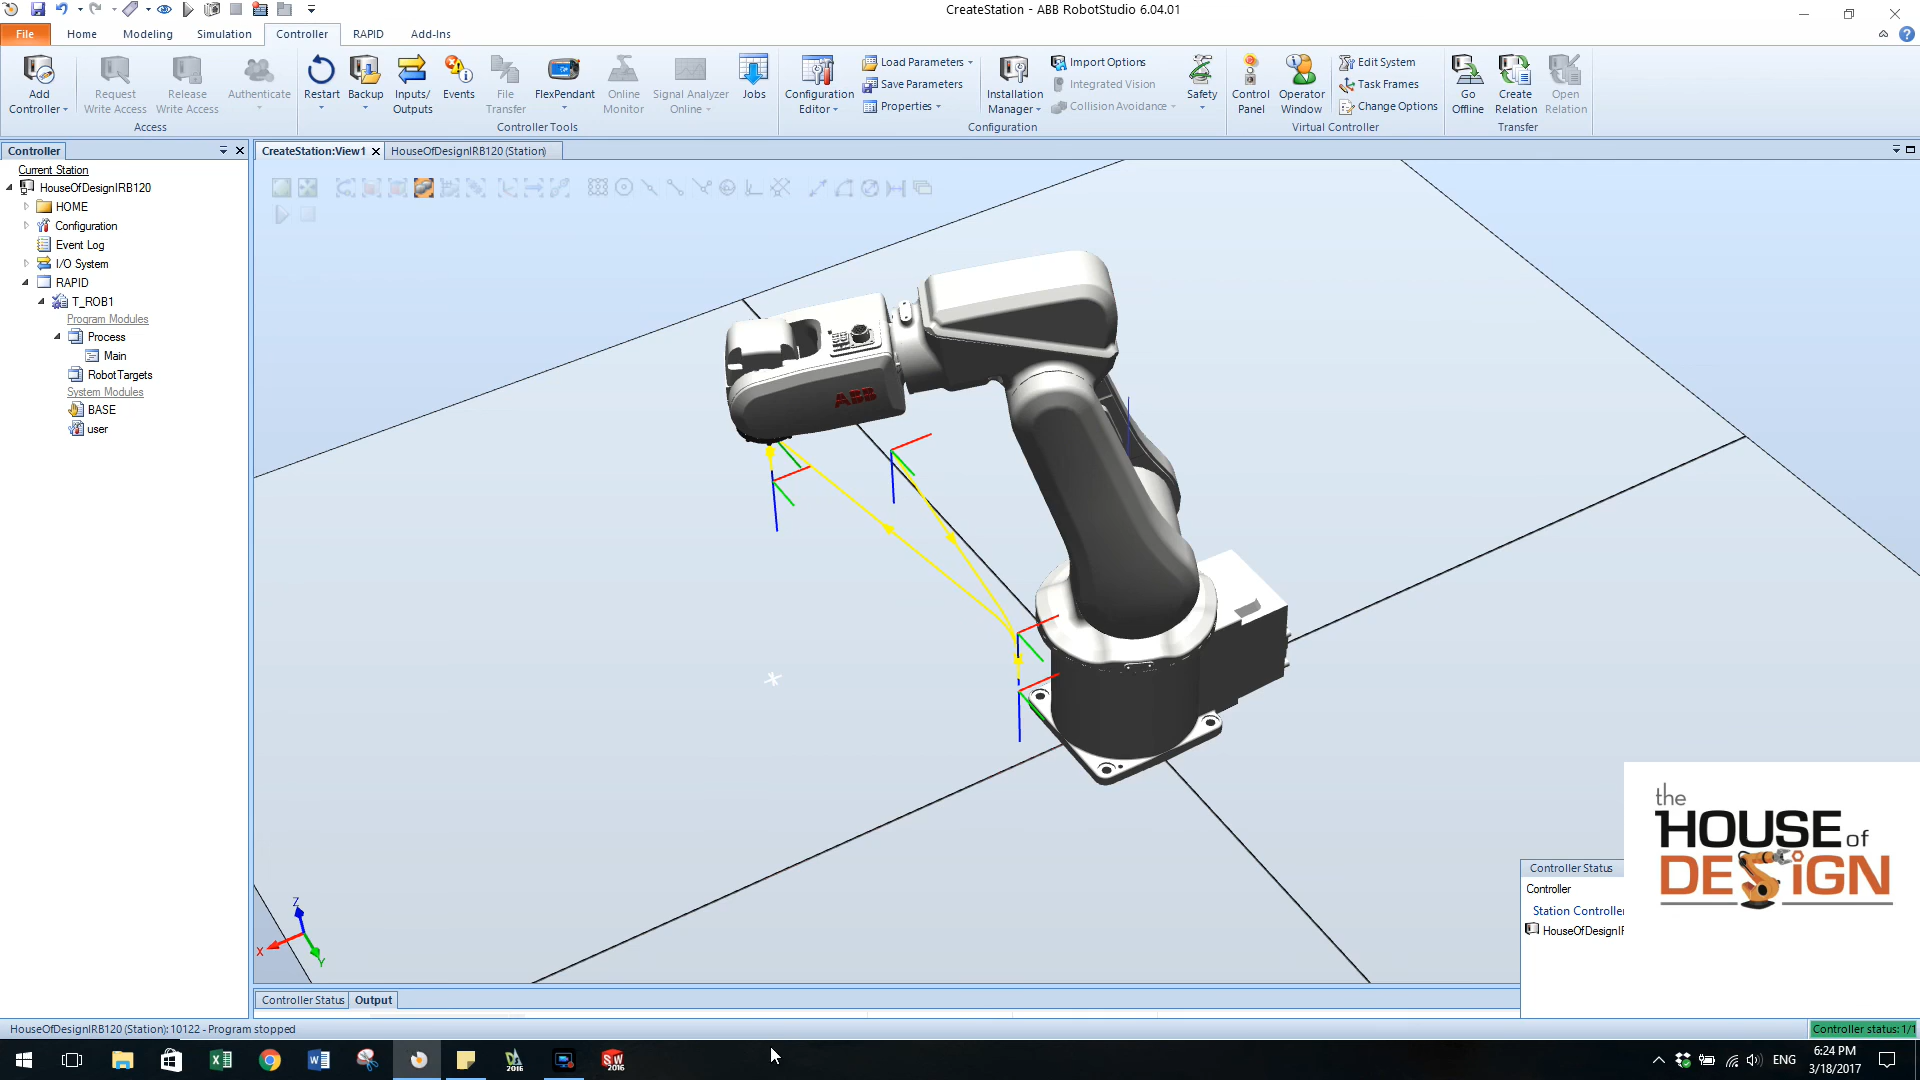 CreateStation - ABB RobotStudio 6.04.01
File Home Modeling Simulation Controller RAPID Add-Ins
Add Controller
Request Write Access
Release Write Access
Authenticate
Access
Restart
Backup
Inputs/ Outputs
Events
File Transfer
FlexPendant
Online Monitor
Signal Analyzer Online
Jobs
Controller Tools
Configuration Editor
Load Parameters
Save Parameters
Properties
Installation Manager
Import Options
Integrated Vision
Collision Avoidance
Configuration
Safety
Control Panel
Operator Window
Edit System
Task Frames
Change Options
Virtual Controller
Go Offline
Create Relation
Open Relation
Transfer
Controller
CreateStation:View1
HouseOfDesignIRB120 (Station)
Current Station
HouseOfDesignIRB120
HOME
Configuration
Event Log
I/O System
RAPID
T_ROB1
Program Modules
Process
Main
RobotTargets
System Modules
BASE
user
ABB
Z
X
Y
the
HOUSE of
DESiGN
Controller Status
Controller
Station Controller
HouseOfDesignIF
Controller Status Output
HouseOfDesignIRB120 (Station): 10122 - Program stopped
Controller status: 1/1
2016
2016
ENG
6:24 PM
3/18/2017